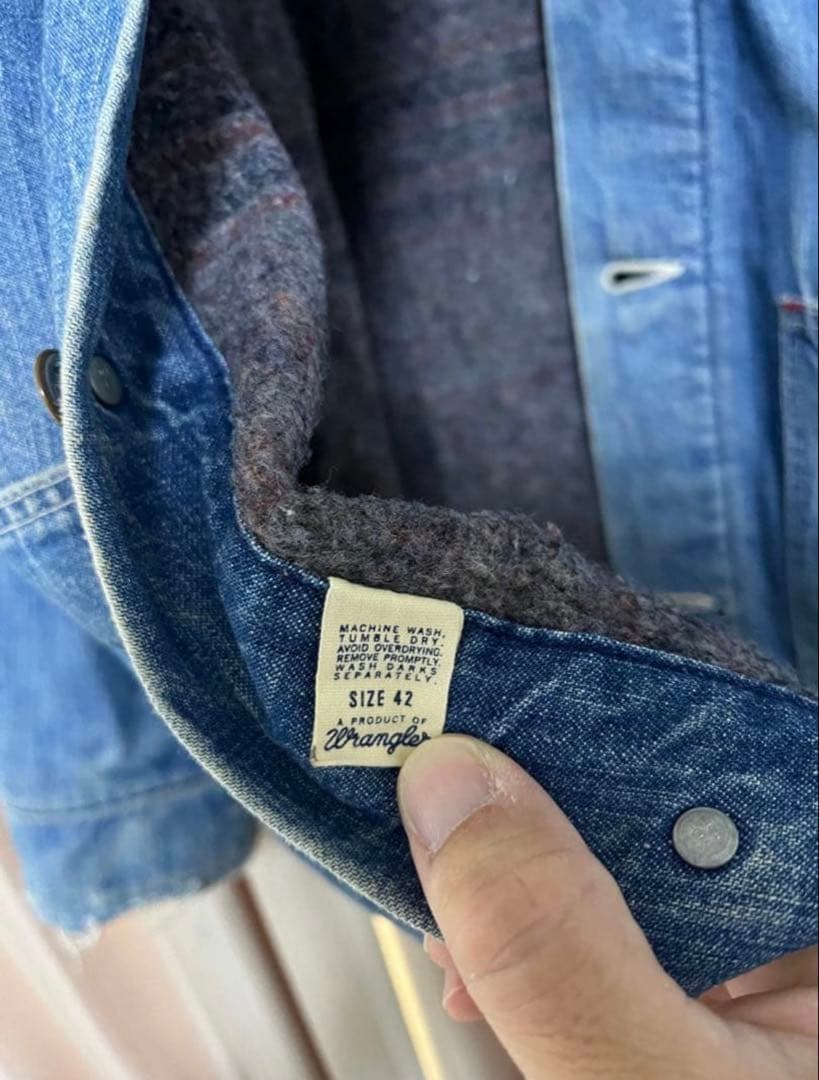 MACHINE WASH,
TUMBLE DRY.
AVOID OVERDRYING.
REMOVE PROMPTLY.
WASH DARKS
SEPARATELY.
SIZE 42
A PRODUCT OF
Wrangler